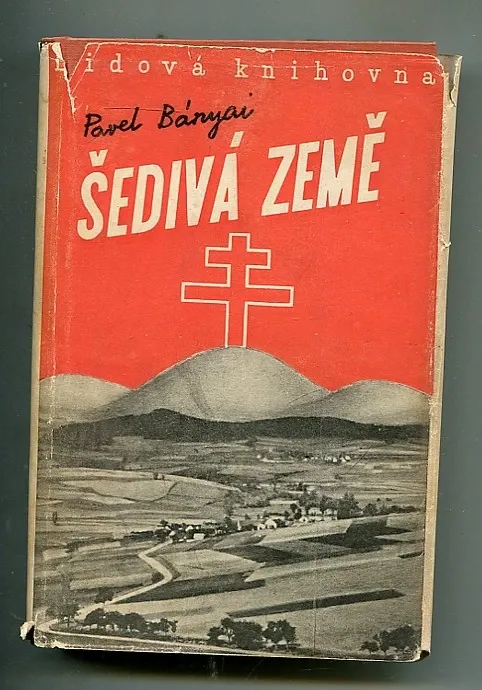 Lidová knihovna
Pavel Bányai
ŠEDIVÁ ZEMĚ